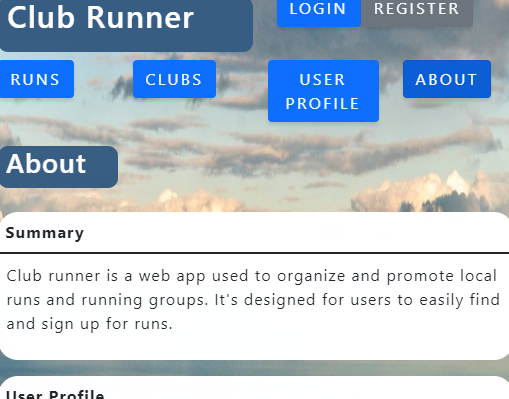 Club Runner
LOGIN
REGISTER
RUNS
CLUBS
USER
PROFILE
ABOUT
About
Summary
Club runner is a web app used to organize and promote local
runs and running groups. It's designed for users to easily find
and sign up for runs.
User Profile